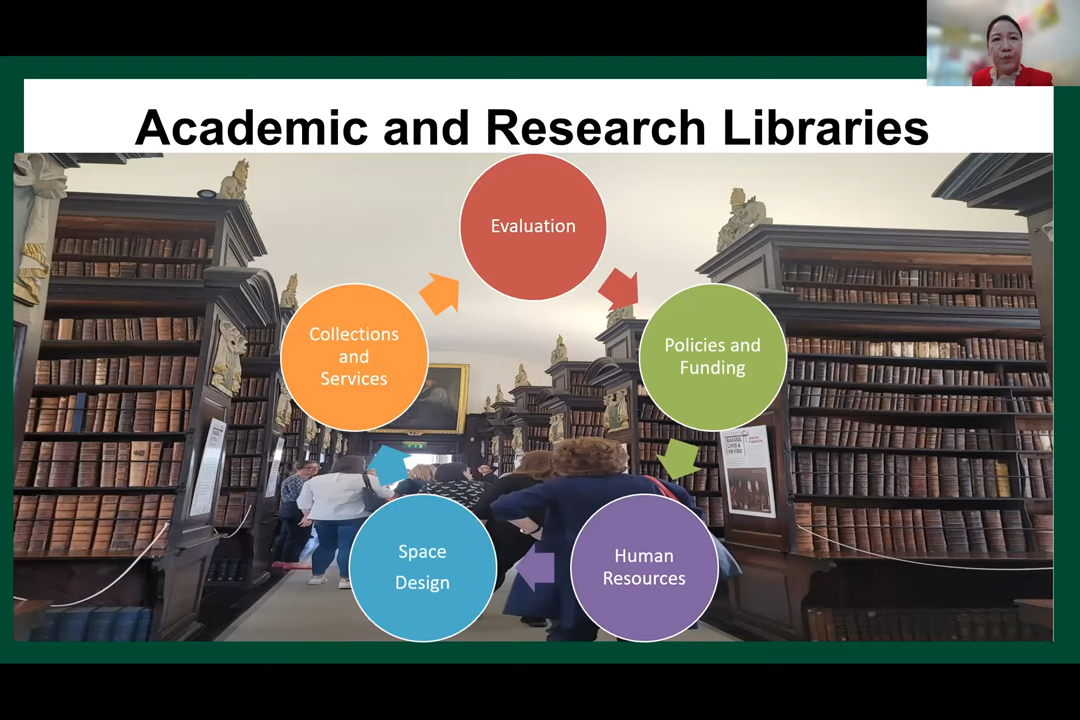 Academic and Research Libraries
Evaluation
Policies and
Funding
Human
Resources
Space
Design
Collections
and
Services